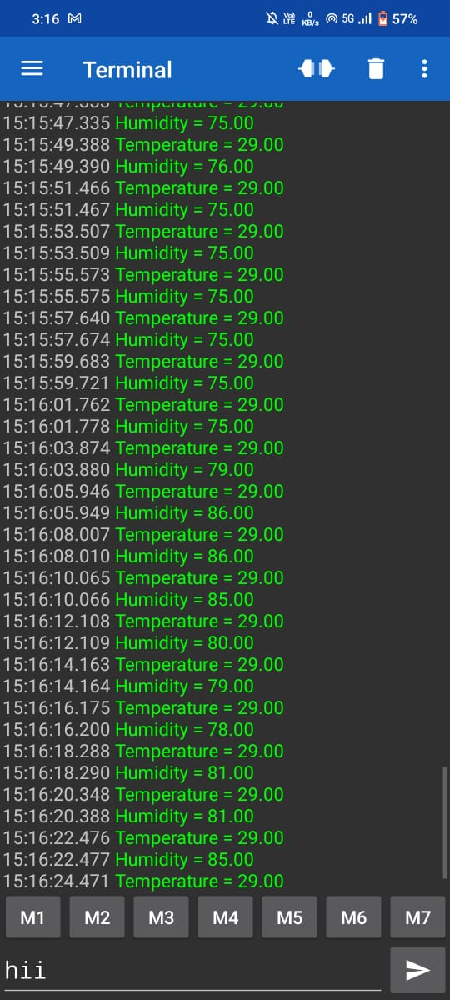 3:16
Vo) LTE 0 KB/s 5G 57%
Terminal
15:15:47.333 Temperature = 29.00
15:15:47.335 Humidity = 75.00
15:15:49.388 Temperature = 29.00
15:15:49.390 Humidity = 76.00
15:15:51.466 Temperature = 29.00
15:15:51.467 Humidity = 75.00
15:15:53.507 Temperature = 29.00
15:15:53.509 Humidity = 75.00
15:15:55.573 Temperature = 29.00
15:15:55.575 Humidity = 75.00
15:15:57.640 Temperature = 29.00
15:15:57.674 Humidity = 75.00
15:15:59.683 Temperature = 29.00
15:15:59.721 Humidity = 75.00
15:16:01.762 Temperature = 29.00
15:16:01.778 Humidity = 75.00
15:16:03.874 Temperature = 29.00
15:16:03.880 Humidity = 79.00
15:16:05.946 Temperature = 29.00
15:16:05.949 Humidity = 86.00
15:16:08.007 Temperature = 29.00
15:16:08.010 Humidity = 86.00
15:16:10.065 Temperature = 29.00
15:16:10.066 Humidity = 85.00
15:16:12.108 Temperature = 29.00
15:16:12.109 Humidity = 80.00
15:16:14.163 Temperature = 29.00
15:16:14.164 Humidity = 79.00
15:16:16.175 Temperature = 29.00
15:16:16.200 Humidity = 78.00
15:16:18.288 Temperature = 29.00
15:16:18.290 Humidity = 81.00
15:16:20.348 Temperature = 29.00
15:16:20.388 Humidity = 81.00
15:16:22.476 Temperature = 29.00
15:16:22.477 Humidity = 85.00
15:16:24.471 Temperature = 29.00
M1 M2 M3 M4 M5 M6 M7
hii